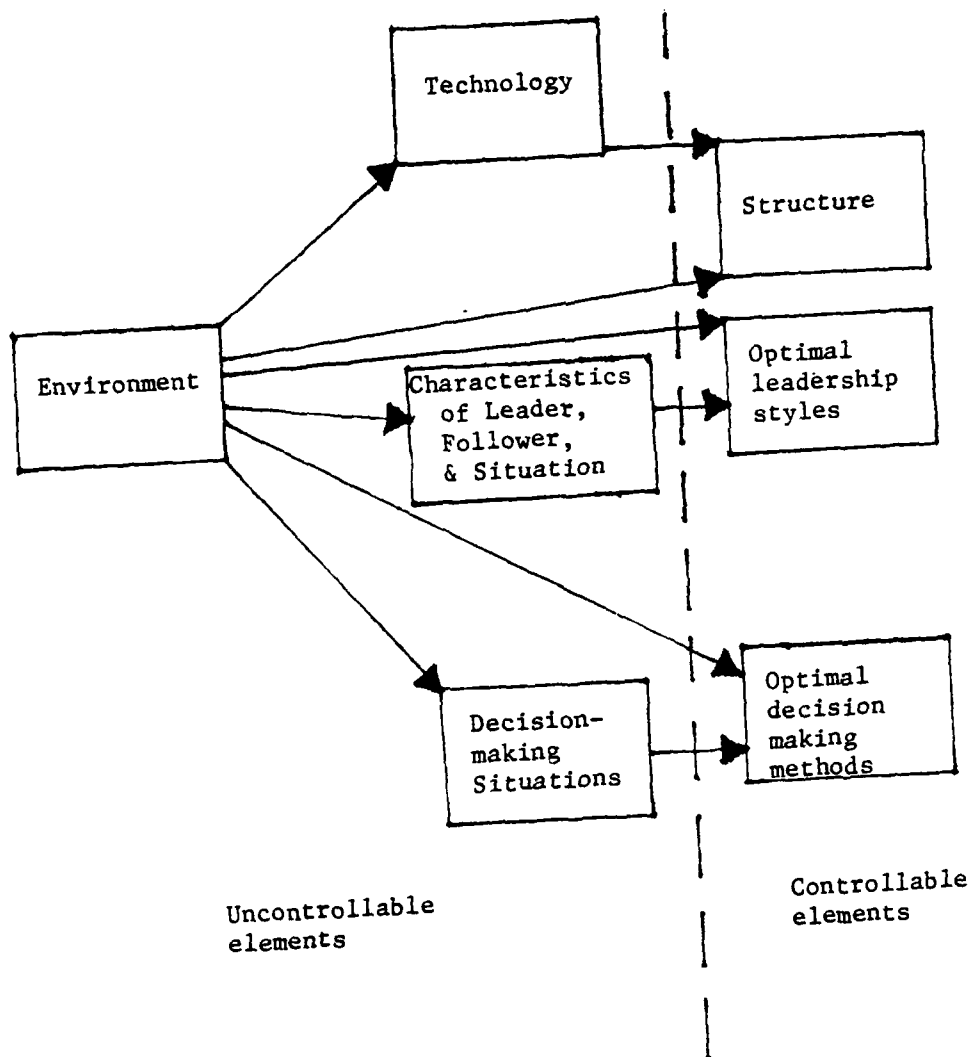 Technology
Structure
Environment
Optimal
leadership
styles
Characteristics
of Leader,
Follower,
& Situation
Decision-
making
Situations
Optimal
decision
making
methods
Uncontrollable
elements
Controllable
elements